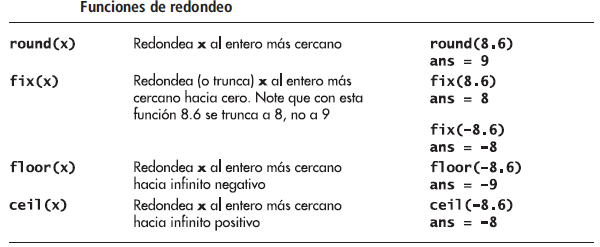 Funciones de redondeo
round(x) Redondea x al entero más cercano round(8.6)
ans = 9
fix(x) Redondea (o trunca) x al entero más fix(8.6)
cercano hacia cero. Note que con esta ans = 8
función 8.6 se trunca a 8, no a 9
fix(-8.6)
ans = -8
floor(x) Redondea x al entero más cercano floor(-8.6)
hacia infinito negativo ans = -9
ceil(x) Redondea x al entero más cercano ceil(-8.6)
hacia infinito positivo ans = -8